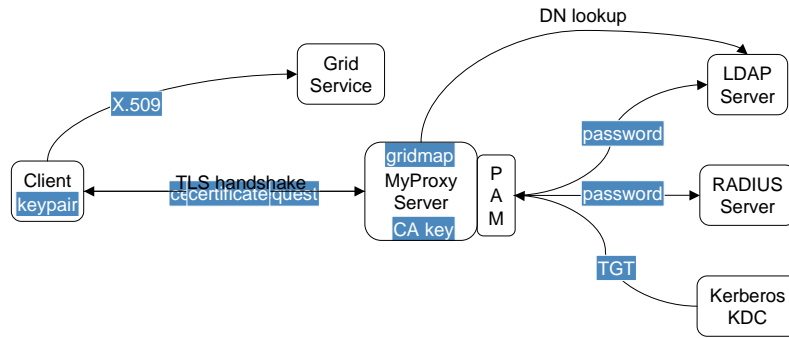 DN lookup
Grid
Service
LDAP
Server
X.509
password
gridmap
MyProxy
Server
CA key
P
A
M
Client
keypair
TLS handshake
certificate
quest
password
RADIUS
Server
TGT
Kerberos
KDC